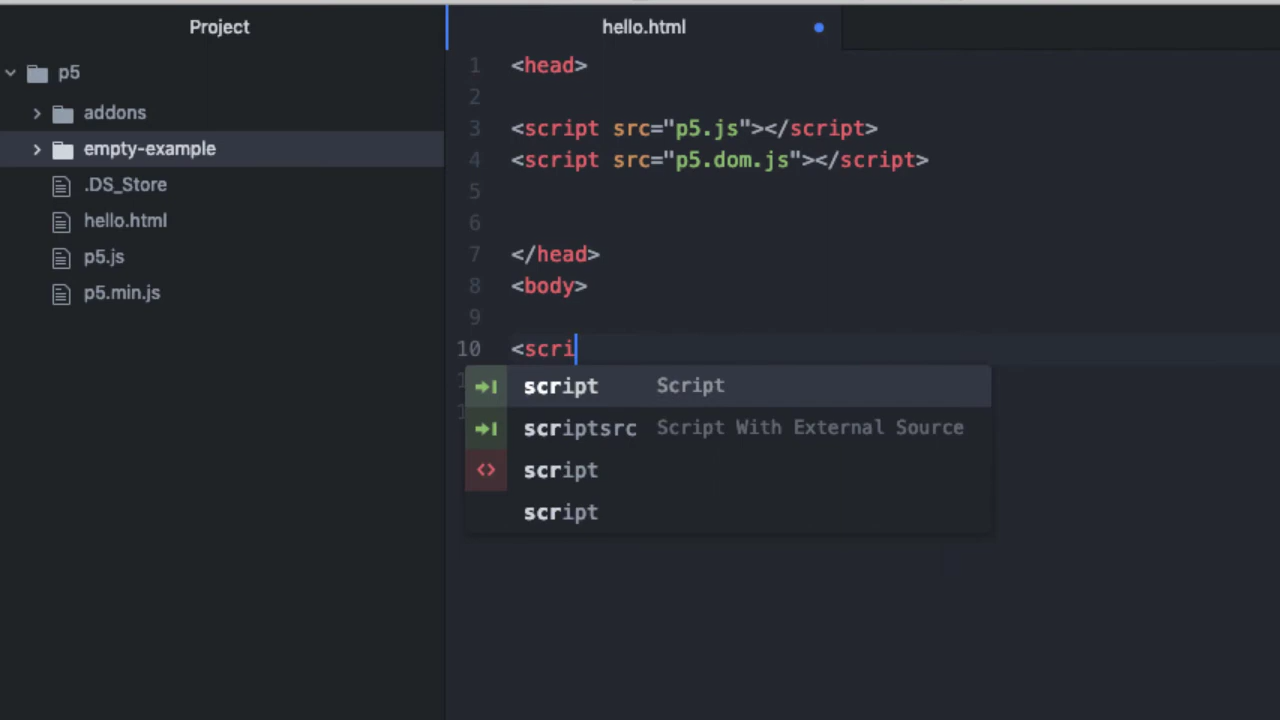 Project
p5
addons
empty-example
.DS_Store
hello.html
p5.js
p5.min.js
hello.html
1 <head>
2
3 <script src="p5.js"></script>
4 <script src="p5.dom.js"></script>
5
6
7 </head>
8 <body>
9
10 <scri
script Script
scriptsrc Script With External Source
script
script